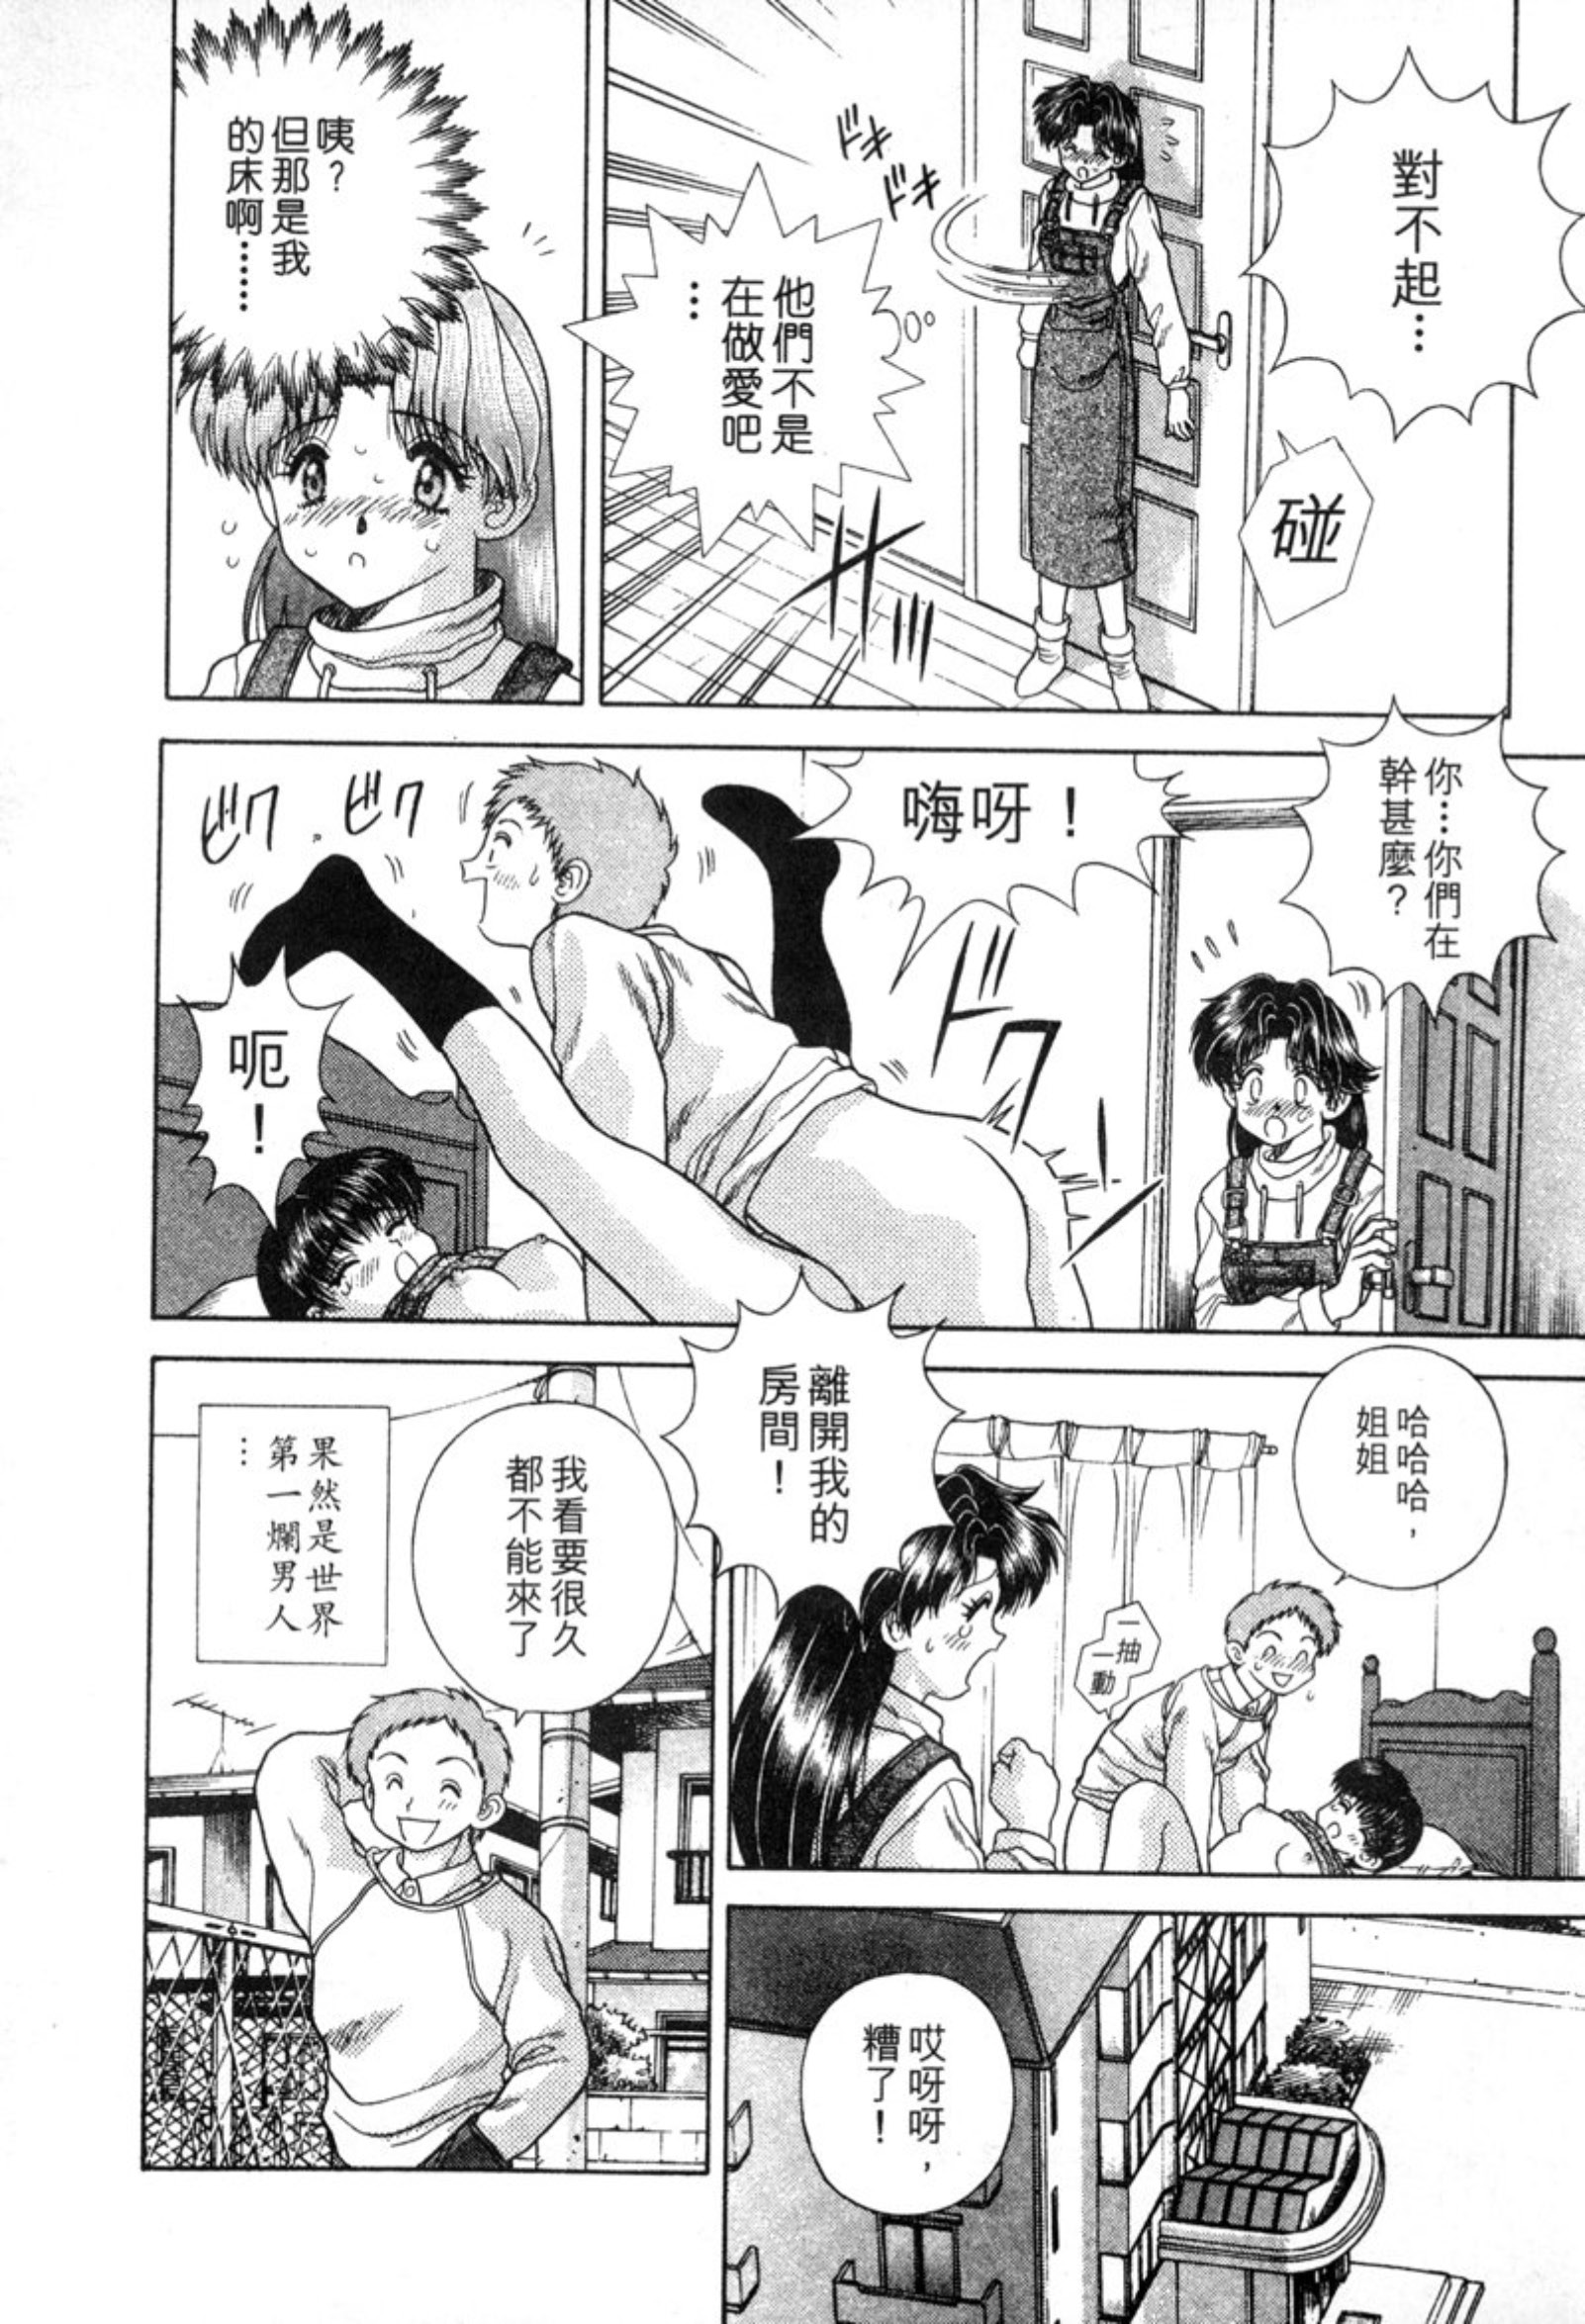 對不起…
碰
ドキ
ドキ
他們不是
在做愛吧
…
咦？
但那是我
的床啊……
你…你們在
幹甚麼？
嗨呀！
ビク
ビク
呃！
哈哈哈，
姐姐
一抽
一動
離開我的
房間！
哎呀呀，
糟了！
我看要很久
都不能來了
果然是世界
第一爛男人
…